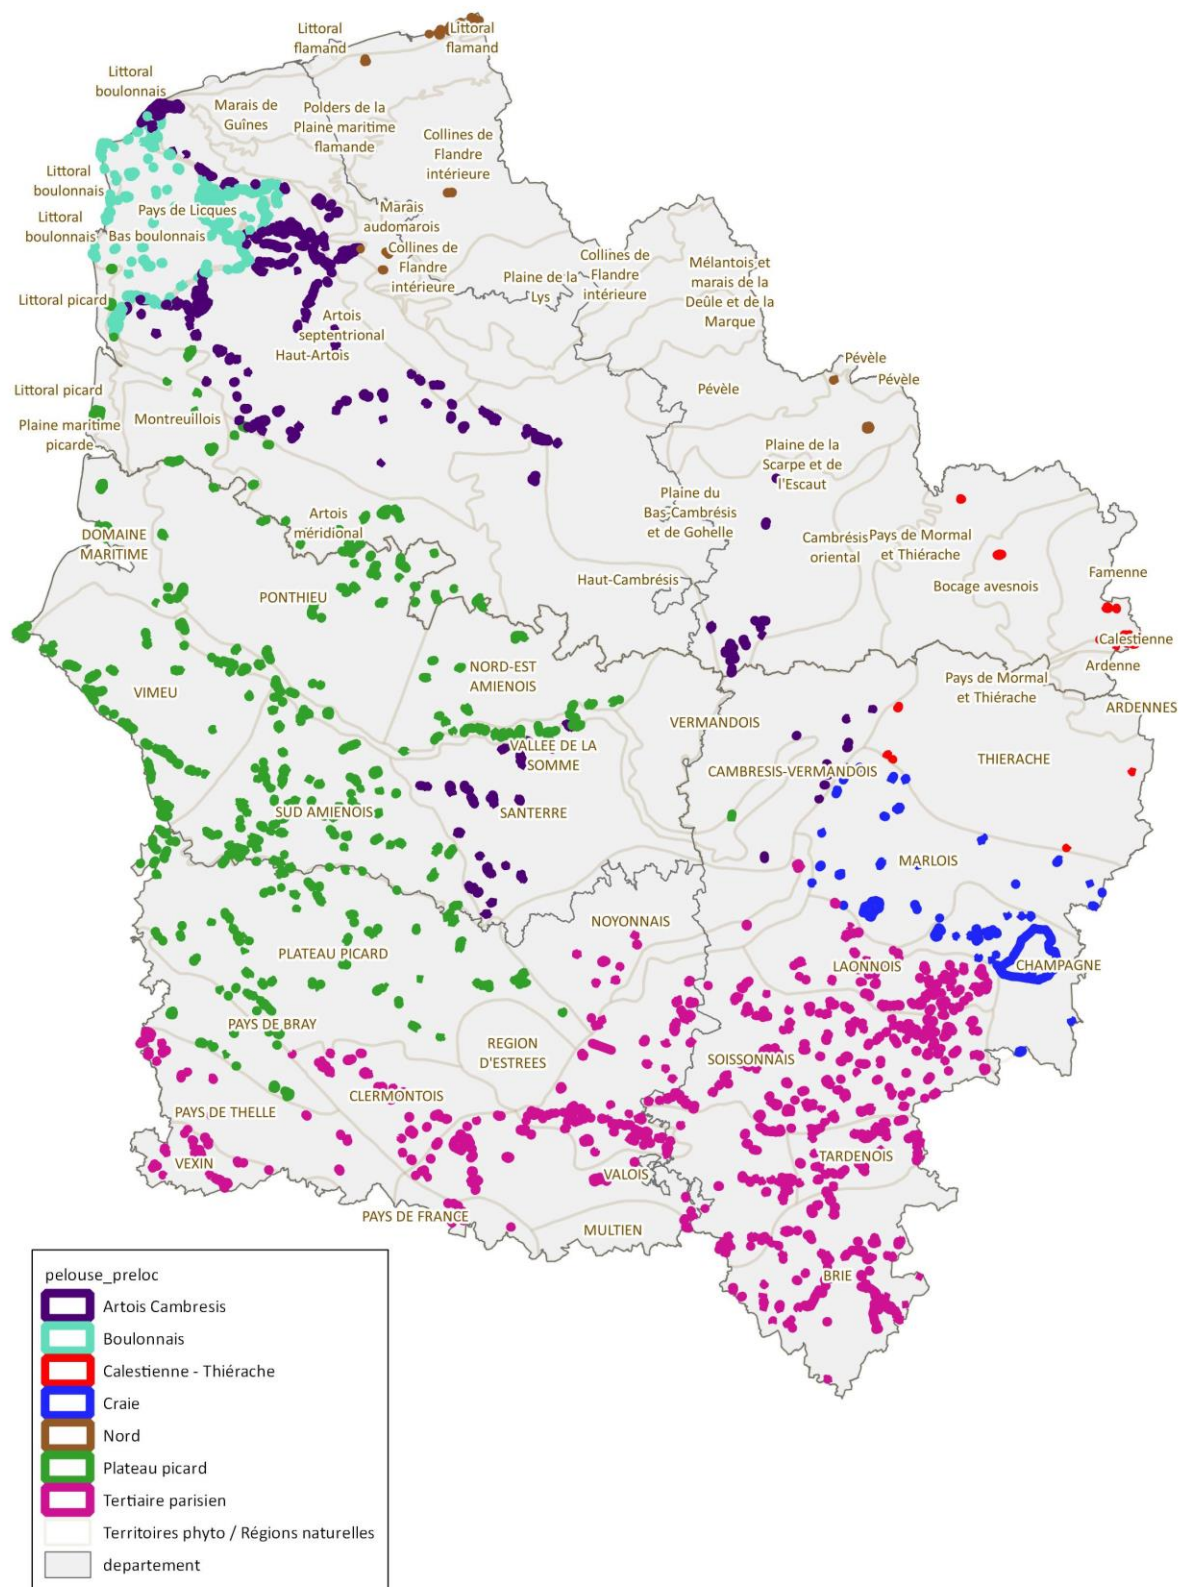 Littoral
flamand
Littoral
flamand
Littoral
boulonnais
Marais de
Guînes
Polders de la
Plaine maritime
flamande
Collines de
Flandre
intérieure
Littoral
boulonnais
Pays de Licques
Marais
audomarois
Littoral
boulonnais
Bas boulonnais
Collines de
Flandre
intérieure
Plaine de la
Lys
Collines de
Flandre
intérieure
Mélantois et
marais de la
Deûle et de la
Marque
Littoral picard
Artois
septentrional
Haut-Artois
Pévèle
Pévèle
Pévèle
Littoral picard
Plaine maritime
picarde
Montreuillois
Plaine de la
Scarpe et de
l'Escaut
Plaine du
Bas-Cambrésis
et de Gohelle
Artois
méridional
DOMAINE
MARITIME
Cambrésis
oriental
Pays de Mormal
et Thiérache
Haut-Cambrésis
Bocage avesnois
Famenne
PONTHIEU
Calestienne
Ardenne
VIMEU
NORD-EST
AMIENOIS
Pays de Mormal
et Thiérache
ARDENNES
VERMANDOIS
VALLEE DE LA
SOMME
CAMBRESIS-VERMANDOIS
THIERACHE
SUD AMIENOIS
SANTERRE
MARLOIS
NOYONNAIS
PLATEAU PICARD
LAONNOIS
CHAMPAGNE
PAYS DE BRAY
REGION
D'ESTREES
SOISSONNAIS
CLERMONTOIS
PAYS DE THELLE
VEXIN
VALOIS
TARDENOIS
PAYS DE FRANCE
MULTIEN
BRIE
pelouse_preloc
Artois Cambresis
Boulonnais
Calestienne - Thiérache
Craie
Nord
Plateau picard
Tertiaire parisien
Territoires phyto / Régions naturelles
departement